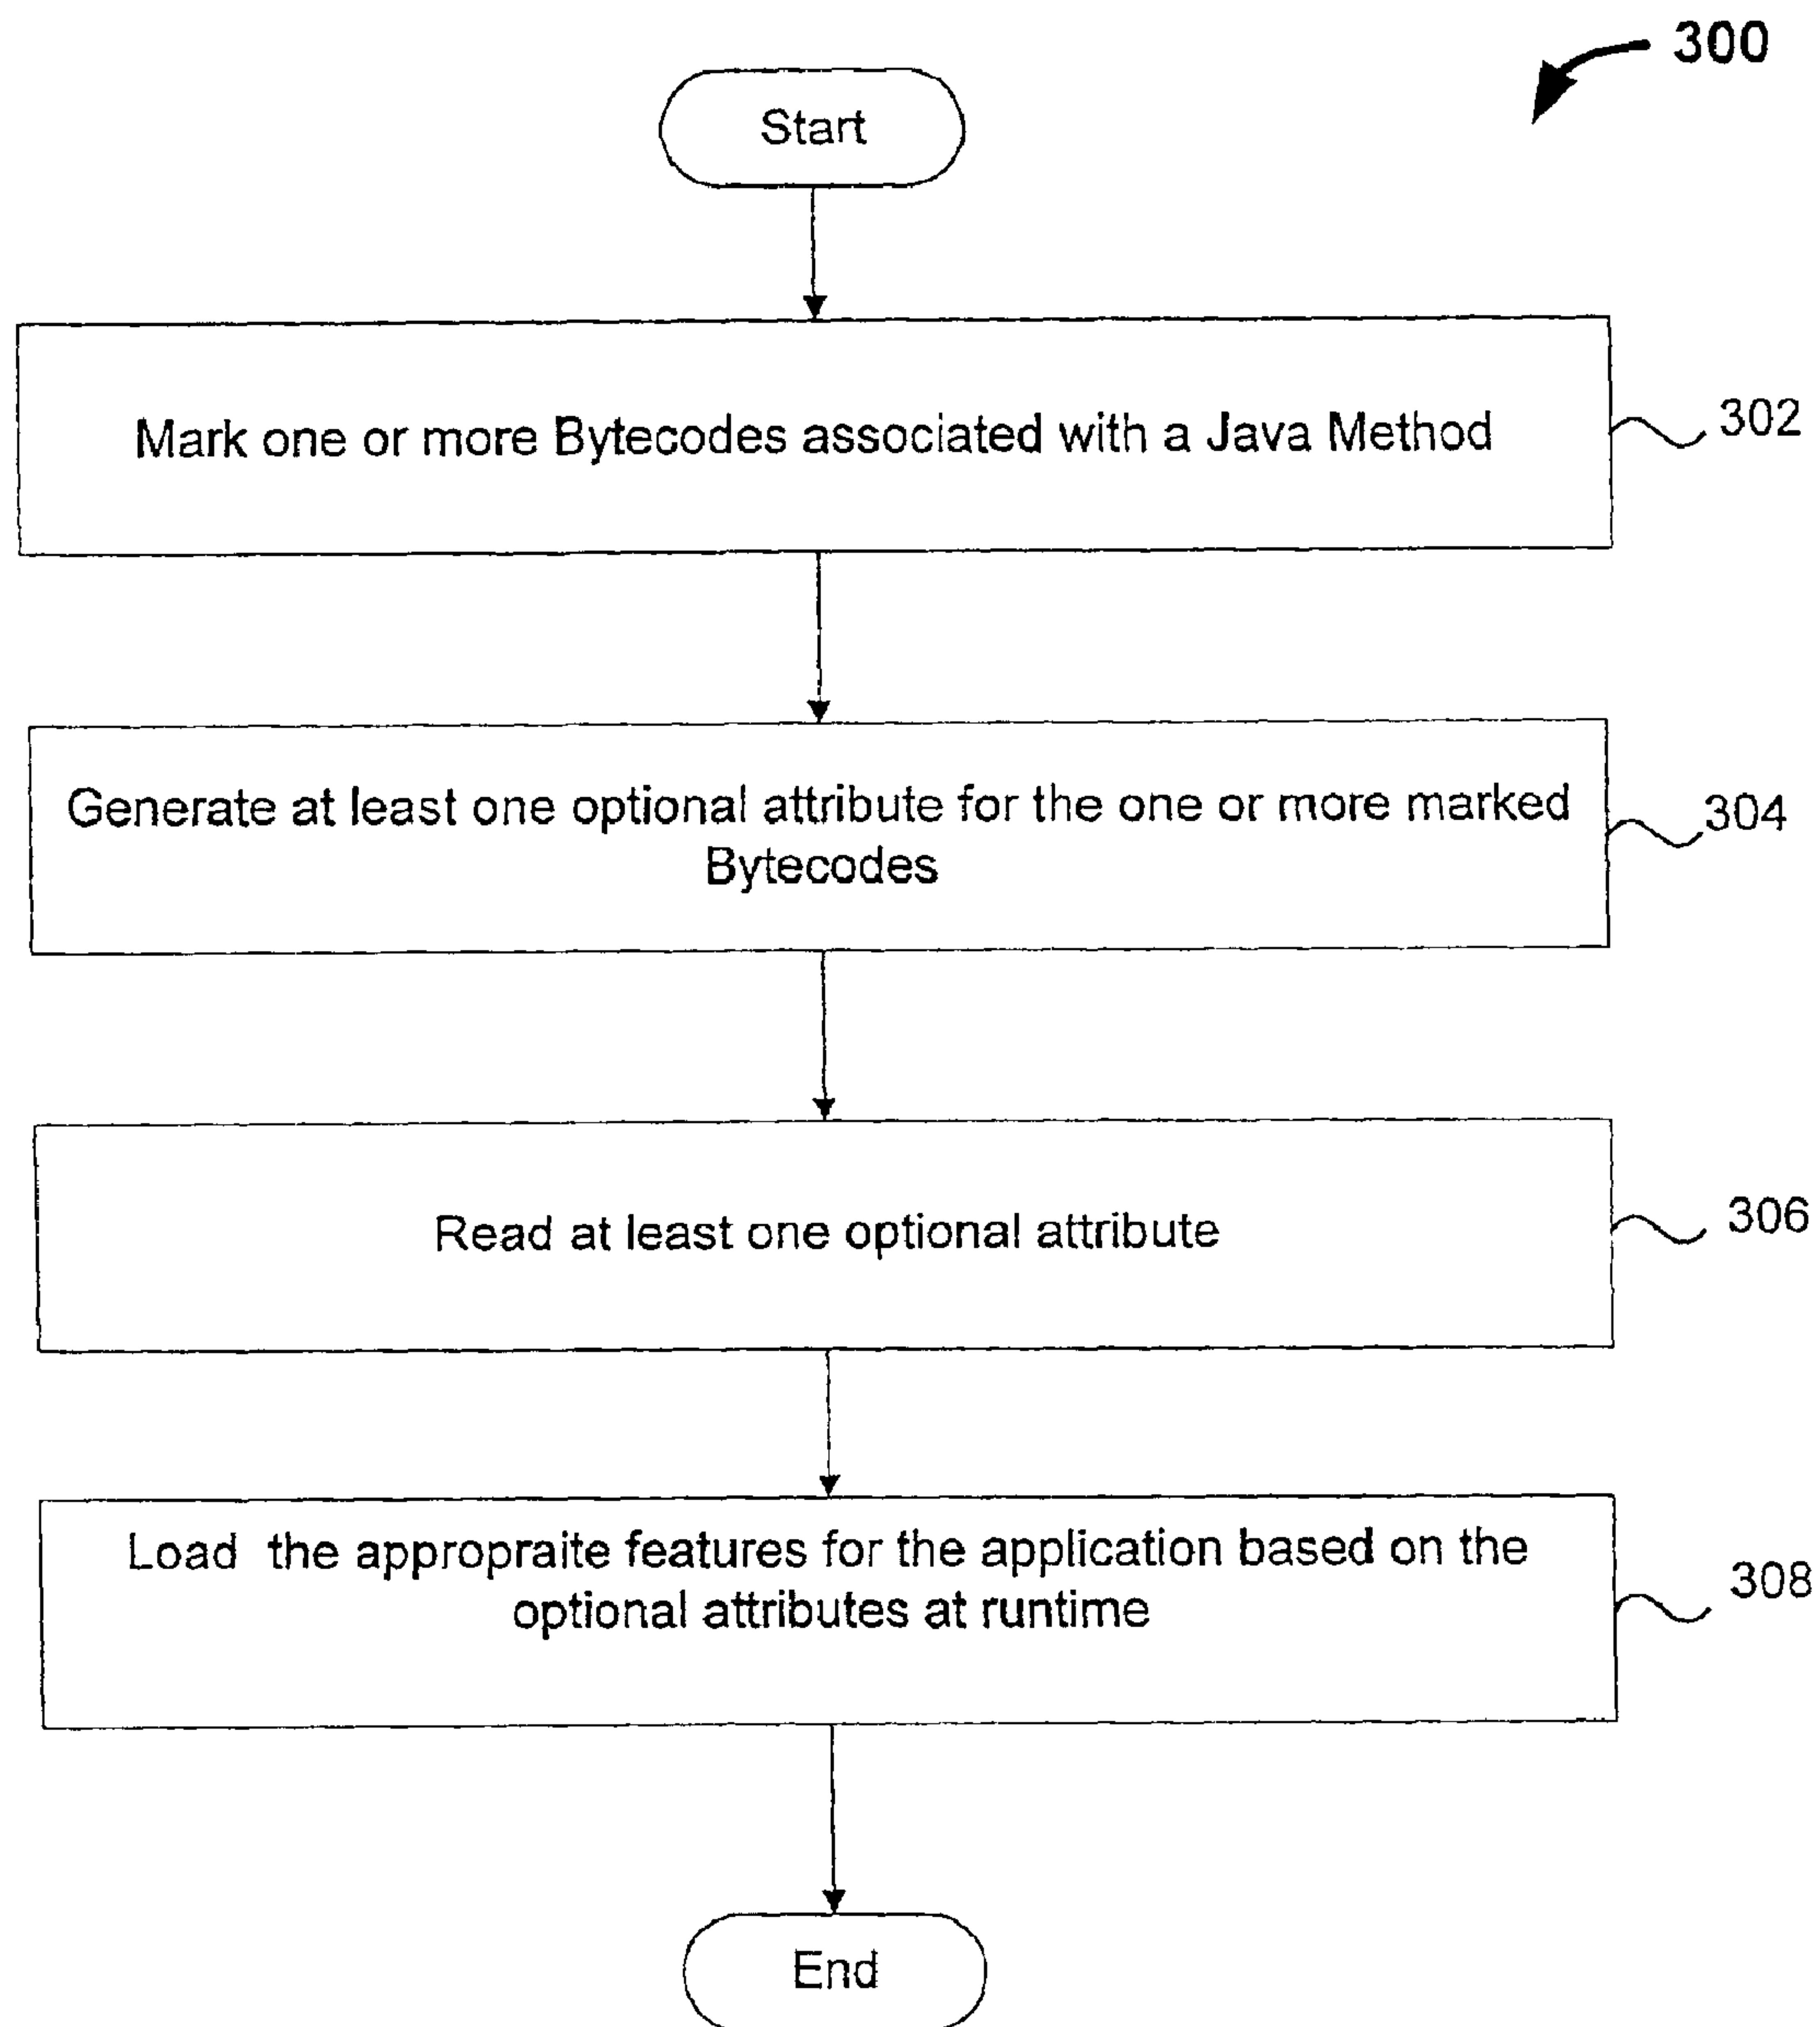 300
Start
Mark one or more Bytecodes associated with a Java Method
302
Generate at least one optional attribute for the one or more marked
Bytecodes
304
Read at least one optional attribute
306
Load the appropraite features for the application based on the
optional attributes at runtime
308
End